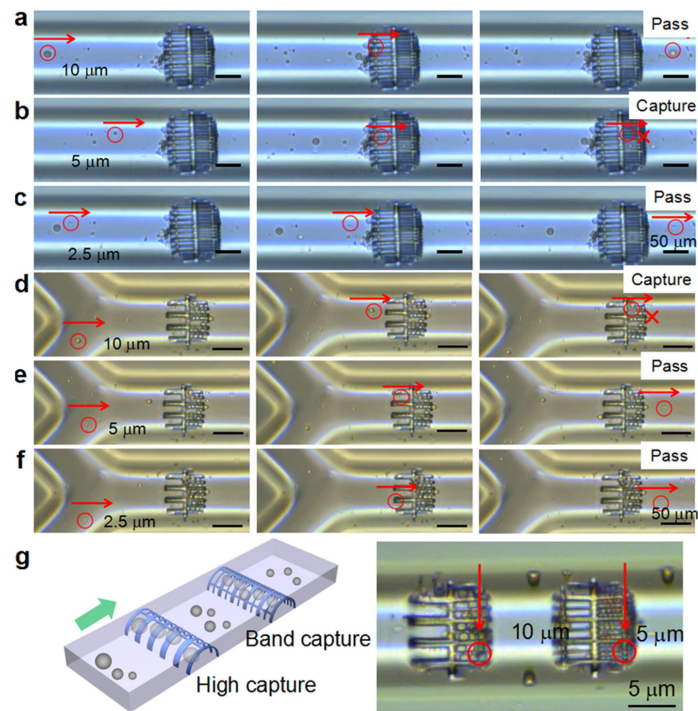 a
Pass
10 μm
b
Capture
5 μm
c
Pass
2.5 μm
50 μm
d
Capture
10 μm
e
Pass
5 μm
f
Pass
2.5 μm
50 μm
g
Band capture
High capture
10 μm
5 μm
5 μm